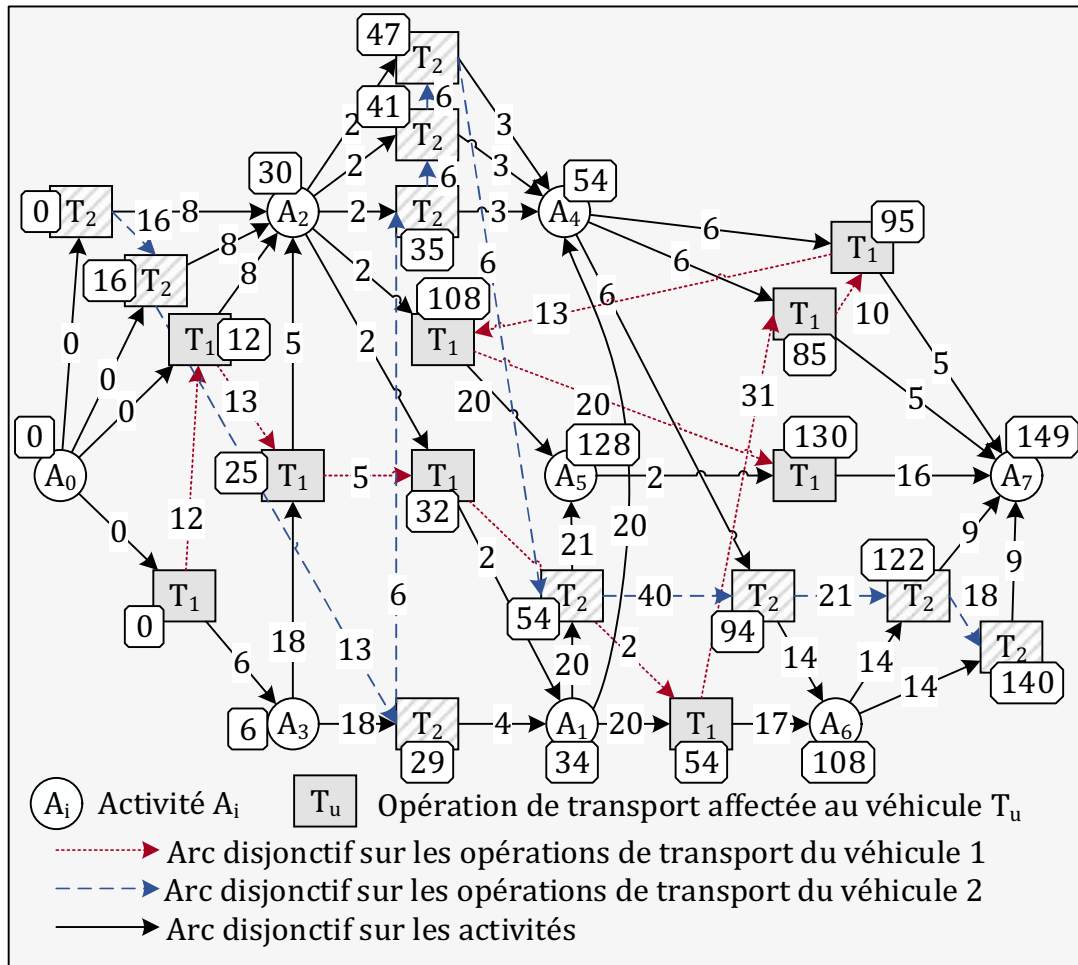 47 T₂
41 6
2 T₂ 3
30 2 6 3 54
0 T₂ 8 A₂ 2 T₂ 3 A₄ 6 95
16 8 35 6 T₁
16 T₂ 8 2 108 6 6 10
0 T₁ 12 T₁ 13 T₁ 85
0 0 5 2 31 5
13 20 20 5
0 128 130 149
A₀ 25 T₁ 5 T₁ A₅ 2 T₁ 16 A₇
32
0 12 20
2 21 122 9 9
T₁ 6 54 T₂ 40 T₂ 21 T₂ 18
0 94
6 18 13 20 2 14 14 T₂
14 140
6 A₃ 18 T₂ 4 A₁ 20 T₁ 17 A₆
29 34 54 108
Aᵢ Activité Aᵢ Tᵤ Opération de transport affectée au véhicule Tᵤ
Arc disjonctif sur les opérations de transport du véhicule 1
Arc disjonctif sur les opérations de transport du véhicule 2
Arc disjonctif sur les activités